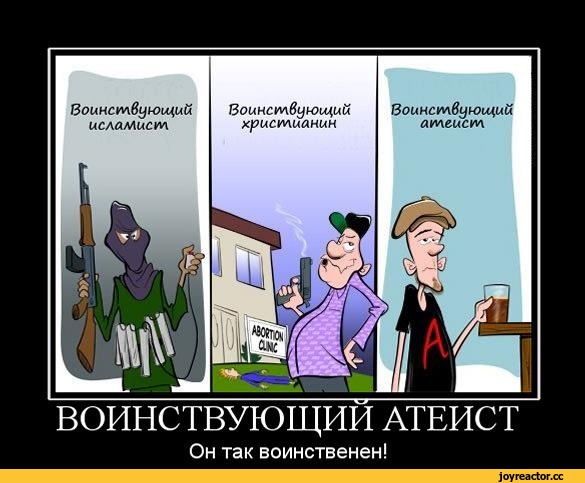 Воинствующий
исламист
Воинствующий
христианин
Воинствующий
атеист
ABORTION
CLINIC
A
ВОИНСТВУЮЩИЙ АТЕИСТ
Он так воинственен!
joyreactor.cc